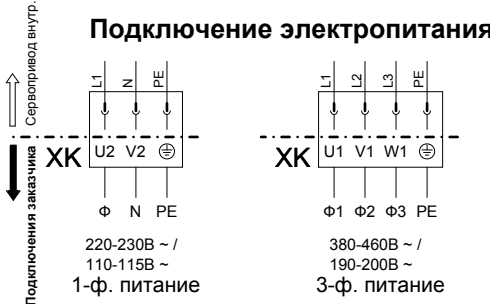 Подключение электропитания
Сервопривод внутр.
Подключения заказчика
L1 N PE
XK U2 V2
Ф N PE
220-230В ~ /
110-115В ~
1-ф. питание
L1 L2 L3 PE
XK U1 V1 W1
Ф1 Ф2 Ф3 PE
380-460В ~ /
190-200В ~
3-ф. питание